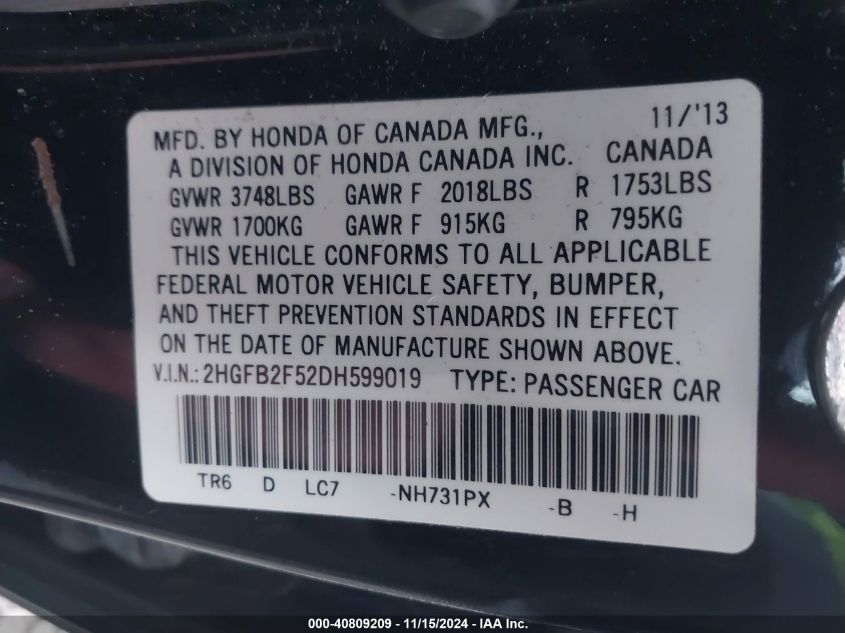 11/'13
MFD. BY HONDA OF CANADA MFG.,
A DIVISION OF HONDA CANADA INC. CANADA
GVWR 3748LBS GAWR F 2018LBS R 1753LBS
GVWR 1700KG GAWR F 915KG R 795KG
THIS VEHICLE CONFORMS TO ALL APPLICABLE
FEDERAL MOTOR VEHICLE SAFETY, BUMPER,
AND THEFT PREVENTION STANDARDS IN EFFECT
ON THE DATE OF MANUFACTURE SHOWN ABOVE.
V.I.N.: 2HGFB2F52DH599019 TYPE: PASSENGER CAR
TR6 D LC7 -NH731PX -B -H
000-40809209 - 11/15/2024 - IAA Inc.